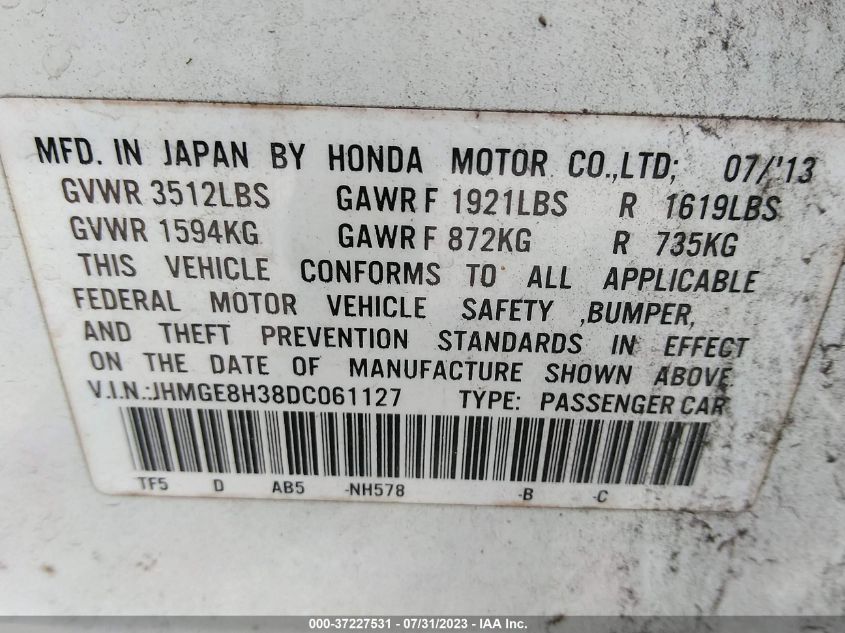 MFD. IN JAPAN BY HONDA MOTOR CO.,LTD; 07/'13
GVWR 3512LBS GAWR F 1921LBS R 1619LBS
GVWR 1594KG GAWR F 872KG R 735KG
THIS VEHICLE CONFORMS TO ALL APPLICABLE
FEDERAL MOTOR VEHICLE SAFETY ,BUMPER,
AND THEFT PREVENTION STANDARDS IN EFFECT
ON THE DATE OF MANUFACTURE SHOWN ABOVE.
V.I.N.:JHMGE8H38DC061127 TYPE: PASSENGER CAR
TF5 D AB5 -NH578 -B -C
000-37227531 - 07/31/2023 - IAA Inc.